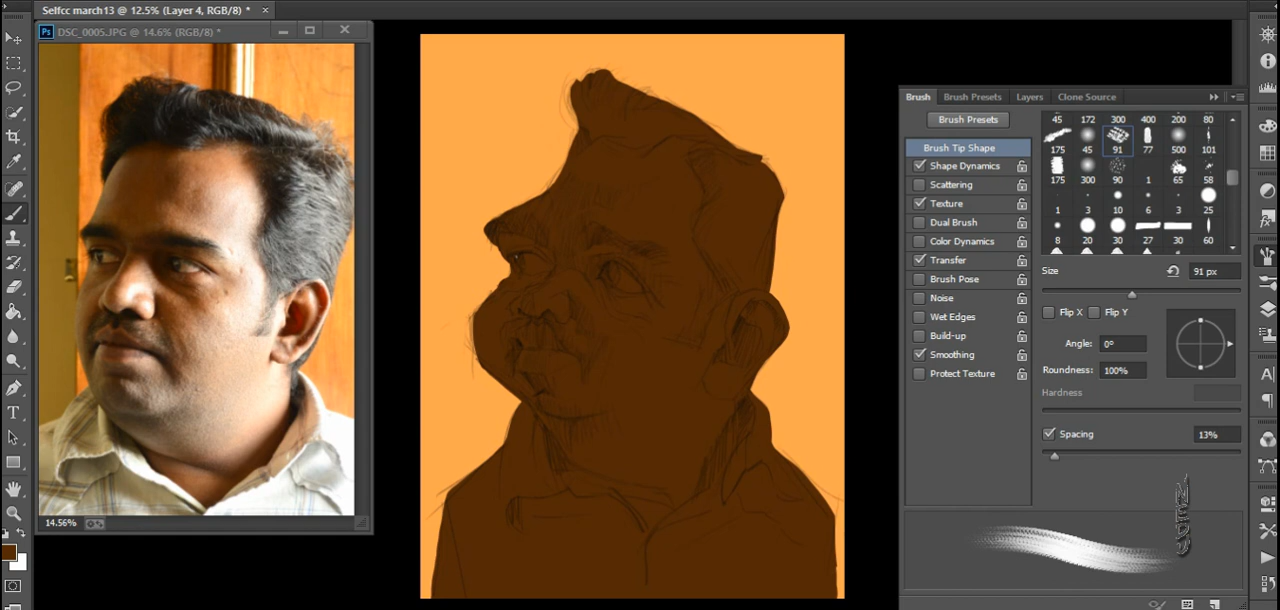 Selfcc march13 @ 12.5% (Layer 4, RGB/8) * ×
Ps DSC_0005.JPG @ 14.6% (RGB/8) *
14.56%
Brush Brush Presets Layers Clone Source
Brush Presets
Brush Tip Shape
Shape Dynamics
Scattering
Texture
Dual Brush
Color Dynamics
Transfer
Brush Pose
Noise
Wet Edges
Build-up
Smoothing
Protect Texture
45 172 300 400 200 80
175 45 91 77 500 101
175 300 90 1 65 58
1 3 10 6 3 25
8 20 30 27 30 60
Size 91 px
Flip X Flip Y
Angle: 0º
Roundness: 100%
Hardness
Spacing 13%